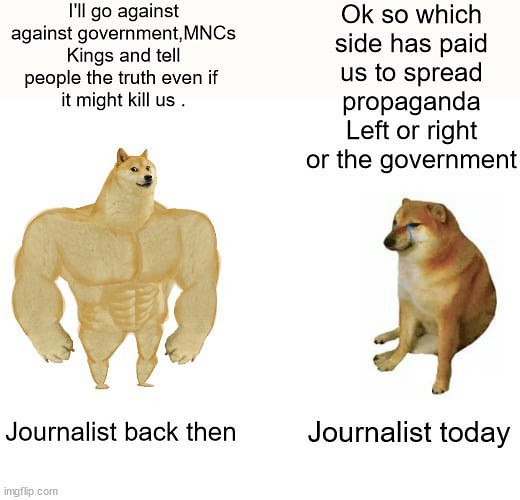 I'll go against
against government,MNCs
Kings and tell
people the truth even if
it might kill us .
Ok so which
side has paid
us to spread
propaganda
Left or right
or the government
Journalist back then
Journalist today
imgflip.com